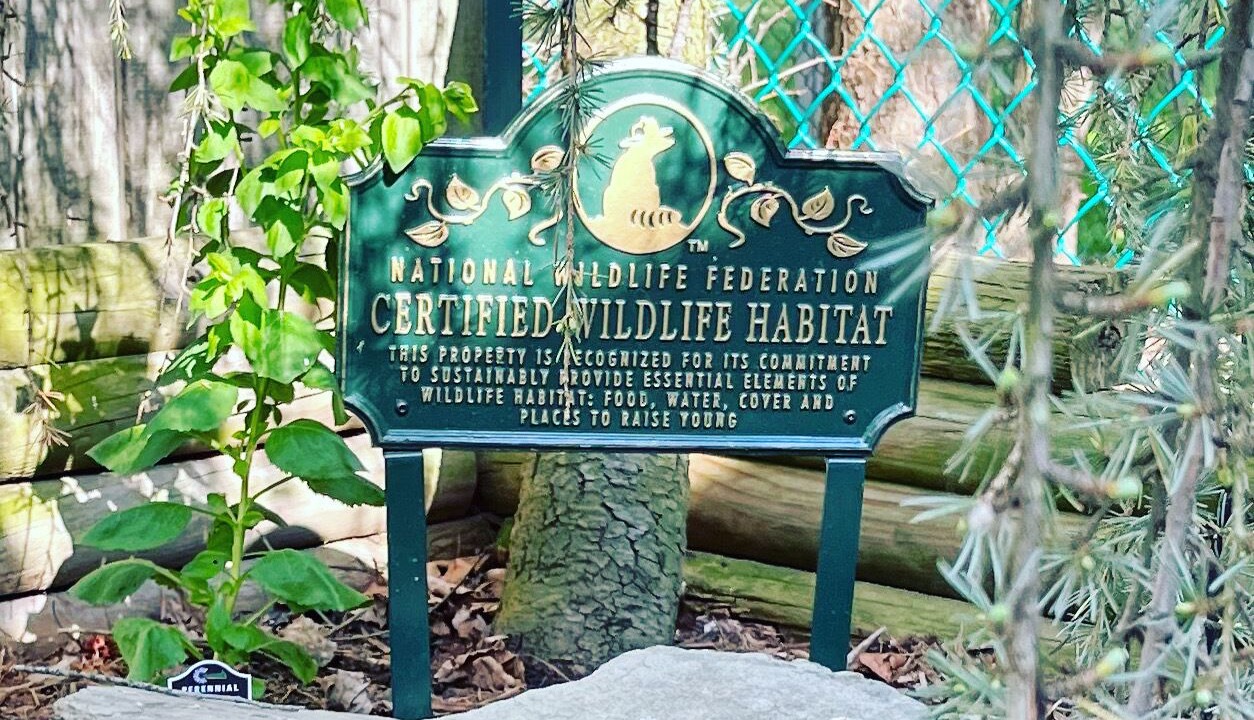 TM
NATIONAL WILDLIFE FEDERATION
CERTIFIED WILDLIFE HABITAT
THIS PROPERTY IS RECOGNIZED FOR ITS COMMITMENT
TO SUSTAINABLY PROVIDE ESSENTIAL ELEMENTS OF
WILDLIFE HABITAT: FOOD, WATER, COVER AND
PLACES TO RAISE YOUNG
PERENNIAL